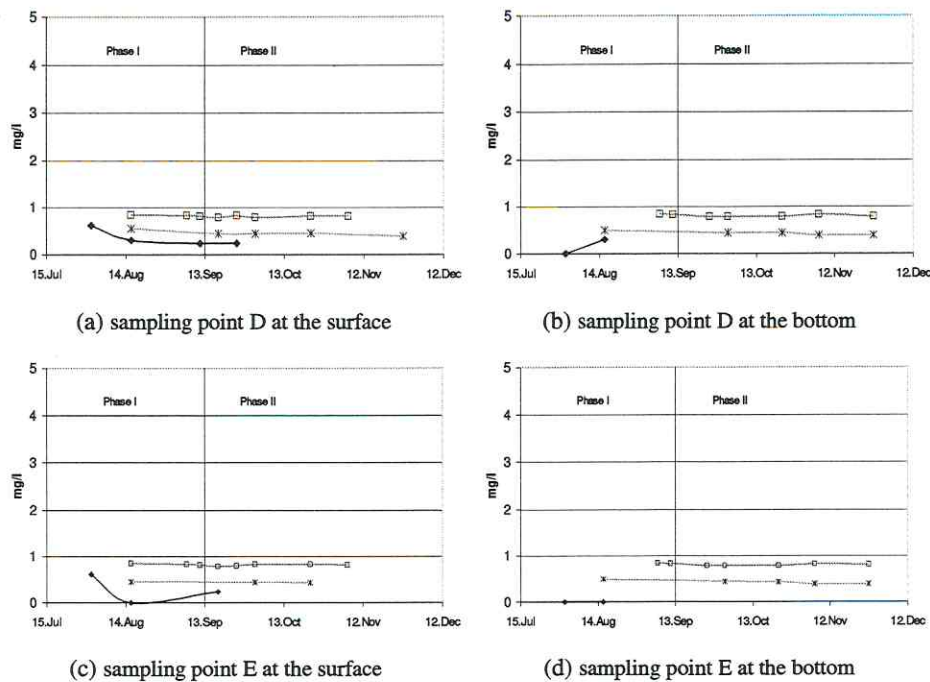 5
4
3
2
1
0
mg/l
Phase I
Phase II
15.Jul
14.Aug
13.Sep
13.Oct
12.Nov
12.Dec
(a) sampling point D at the surface
5
4
3
2
1
0
mg/l
Phase I
Phase II
15.Jul
14.Aug
13.Sep
13.Oct
12.Nov
12.Dec
(b) sampling point D at the bottom
5
4
3
2
1
0
mg/l
Phase I
Phase II
15.Jul
14.Aug
13.Sep
13.Oct
12.Nov
12.Dec
(c) sampling point E at the surface
5
4
3
2
1
0
mg/l
Phase I
Phase II
15.Jul
14.Aug
13.Sep
13.Oct
12.Nov
12.Dec
(d) sampling point E at the bottom